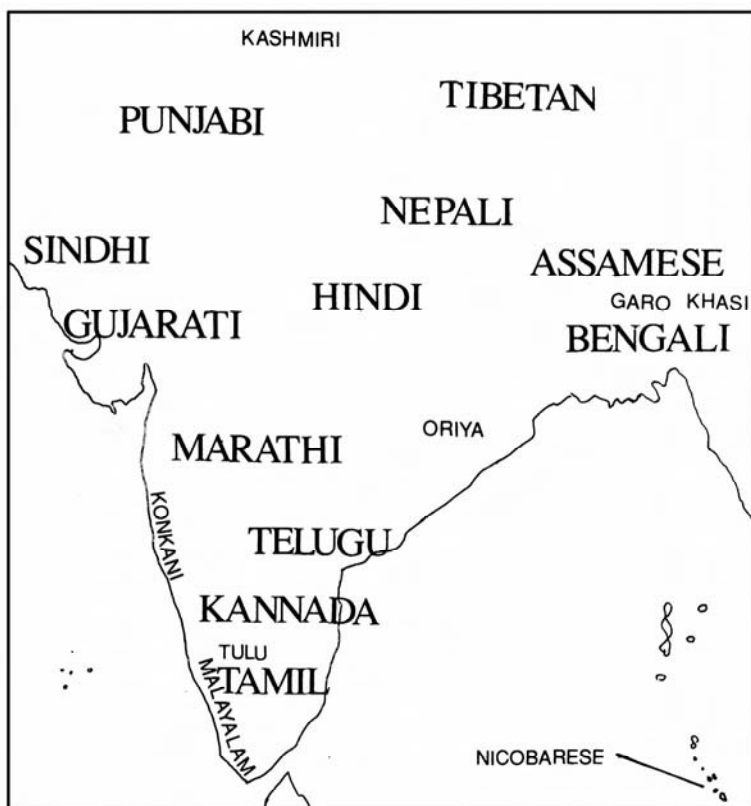 KASHMIRI
TIBETAN
PUNJABI
NEPALI
SINDHI
ASSAMESE
HINDI
GARO KHASI
GUJARATI
BENGALI
ORIYA
MARATHI
KONKANI
TELUGU
KANNADA
TULU
MALAYALAM
TAMIL
NICOBARESE